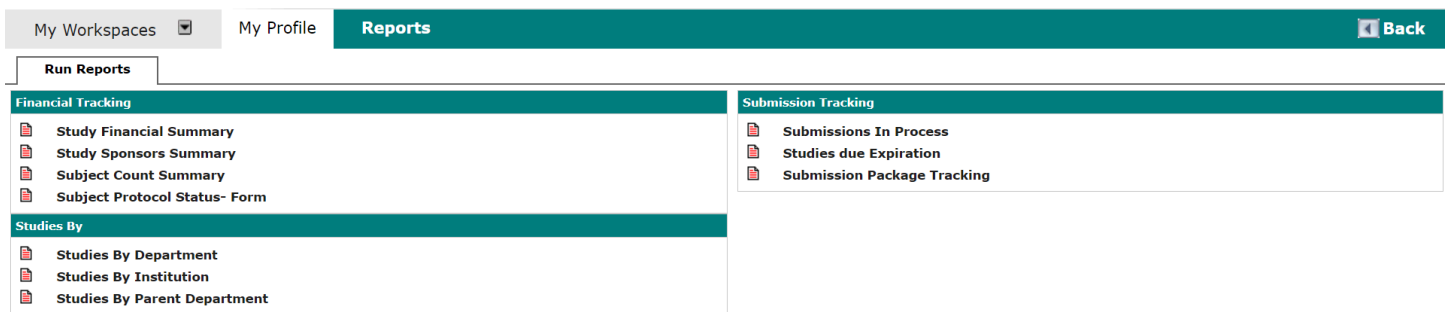 My Workspaces My Profile Reports Back
Run Reports
Financial Tracking
Study Financial Summary
Study Sponsors Summary
Subject Count Summary
Subject Protocol Status- Form
Studies By
Studies By Department
Studies By Institution
Studies By Parent Department
Submission Tracking
Submissions In Process
Studies due Expiration
Submission Package Tracking